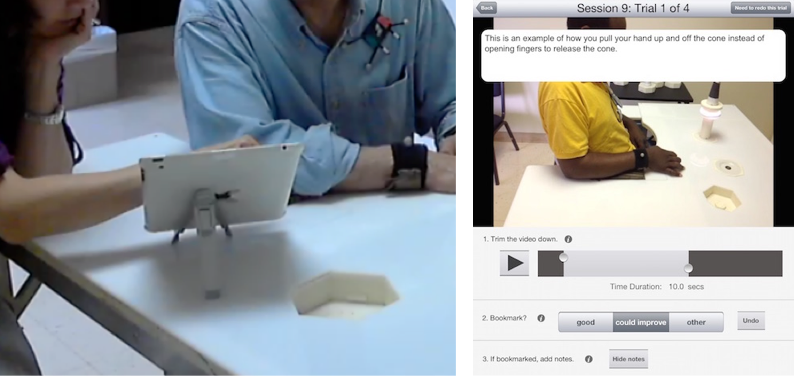 Back
Session 9: Trial 1 of 4
Need to redo this trial
This is an example of how you pull your hand up and off the cone instead of
opening fingers to release the cone.
1. Trim the video down.
Time Duration: 10.0 secs
2. Bookmark?
good
could improve
other
Undo
3. If bookmarked, add notes.
Hide notes